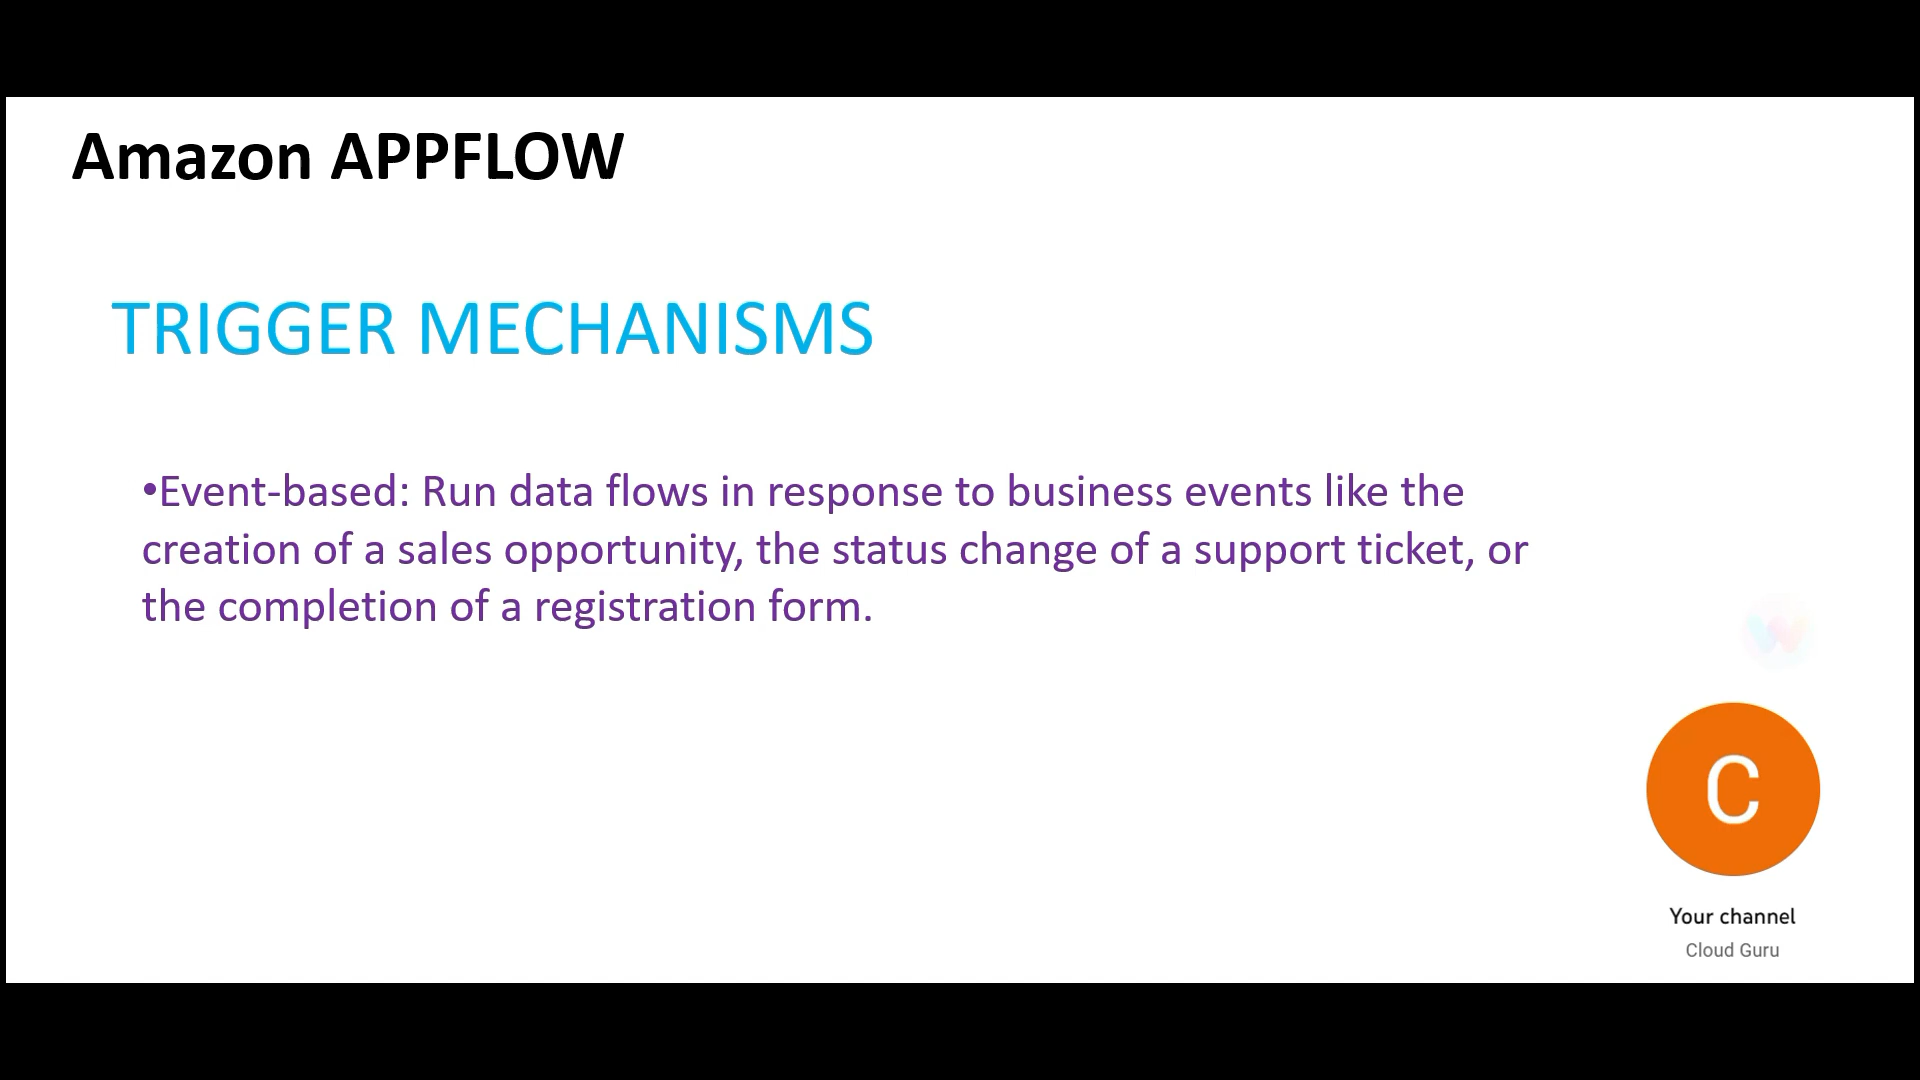 Amazon APPFLOW
TRIGGER MECHANISMS
•Event-based: Run data flows in response to business events like the
creation of a sales opportunity, the status change of a support ticket, or
the completion of a registration form.
W
C
Your channel
Cloud Guru